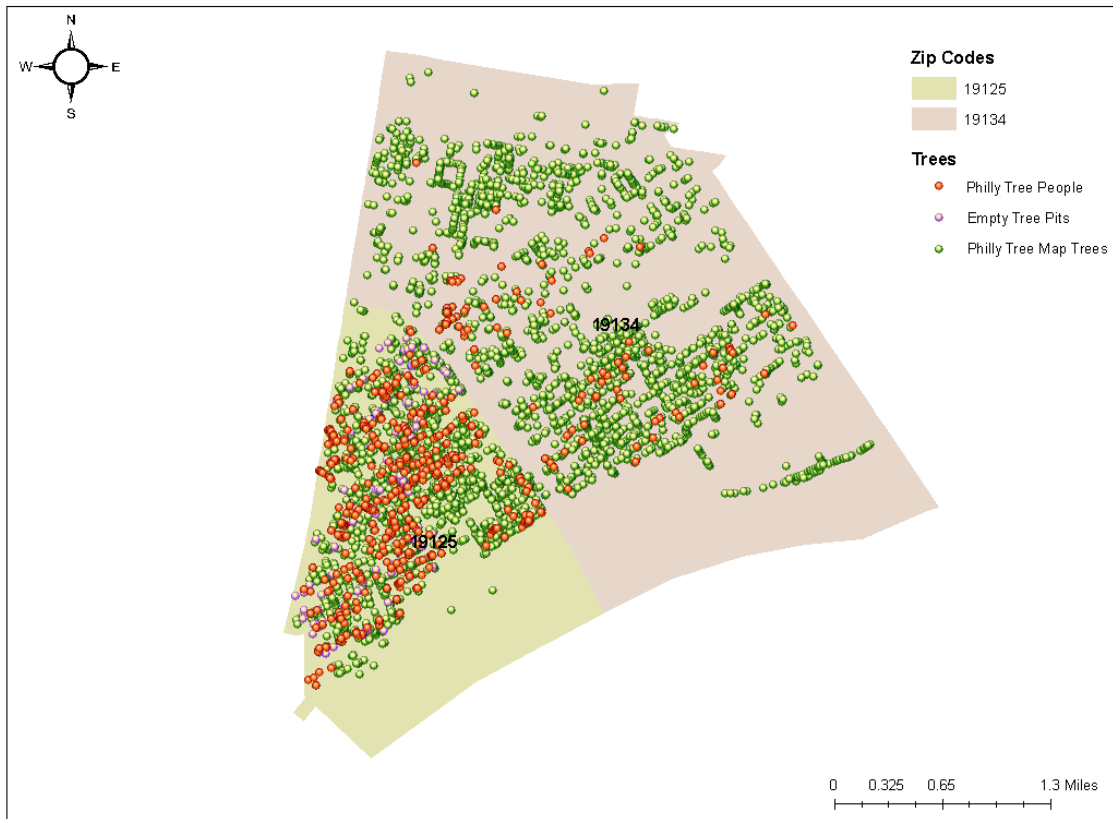 N
W E
S
Zip Codes
19125
19134
Trees
Philly Tree People
Empty Tree Pits
Philly Tree Map Trees
19134
19125
0 0.325 0.65 1.3 Miles